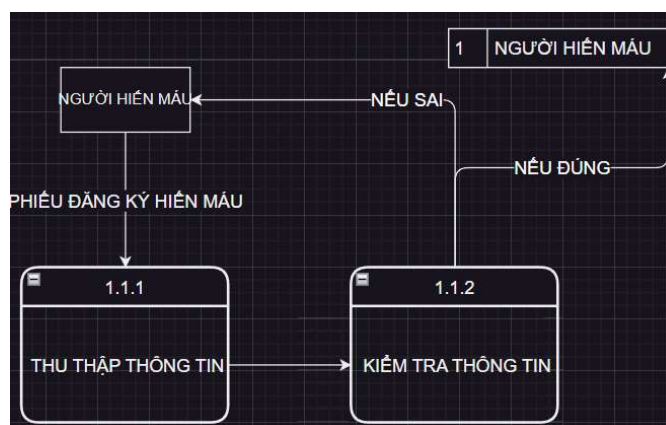 1 NGƯỜI HIẾN MÁU
NGƯỜI HIẾN MÁU
NẾU SAI
NẾU ĐÚNG
PHIẾU ĐĂNG KÝ HIẾN MÁU
1.1.1
1.1.2
THU THẬP THÔNG TIN
KIỂM TRA THÔNG TIN